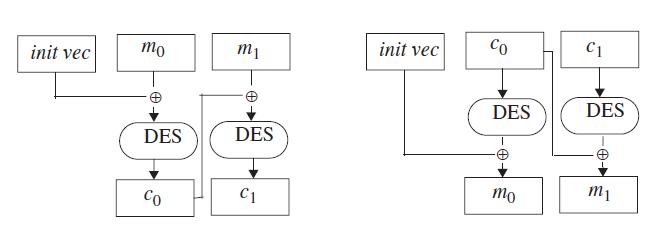 init vec m0 m1
⊕ ⊕
DES DES
c0 c1
init vec c0 c1
DES DES
⊕ ⊕
m0 m1